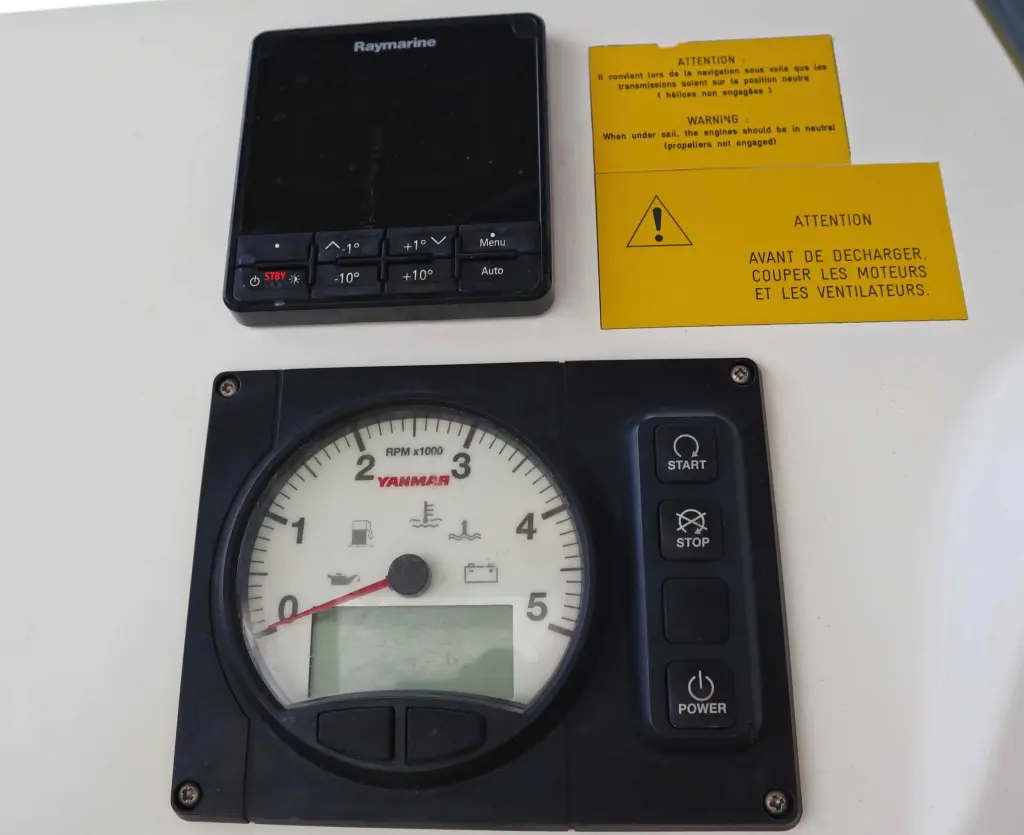 Raymarine
-1°
+1°
Menu
STBY
-10°
+10°
Auto
ATTENTION :
Il convient lors de la navigation sous voile que les
transmissions soient sur la position neutre
( hélices non engagées )
WARNING :
When under sail, the engines should be in neutral
(propellers not engaged)
ATTENTION
AVANT DE DECHARGER,
COUPER LES MOTEURS
ET LES VENTILATEURS.
RPM x1000
YANMAR
0
1
2
3
4
5
START
STOP
POWER